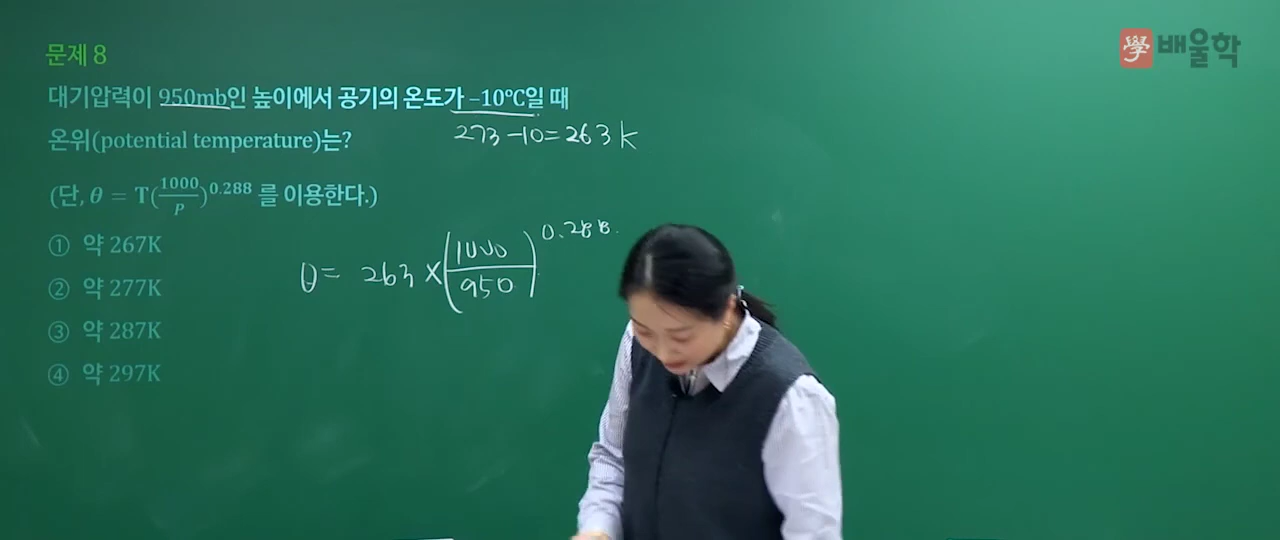 學 배울학
문제 8
대기압력이 950mb인 높이에서 공기의 온도가 –10℃일 때
273-10=263K
온위(potential temperature)는?
(단, θ = T(1000/P)^0.288 를 이용한다.)
θ= 263×(1000/950)^0.288.
① 약 267K
② 약 277K
③ 약 287K
④ 약 297K